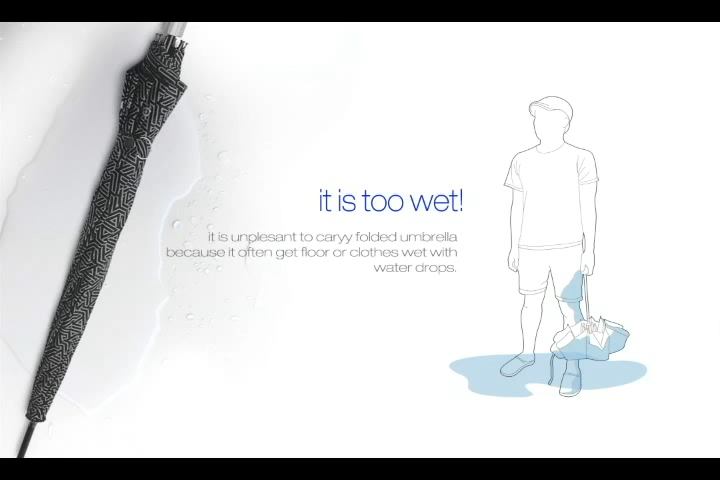 it is too wet!
it is unplesant to caryy folded umbrella
because it often get floor or clothes wet with
water drops.